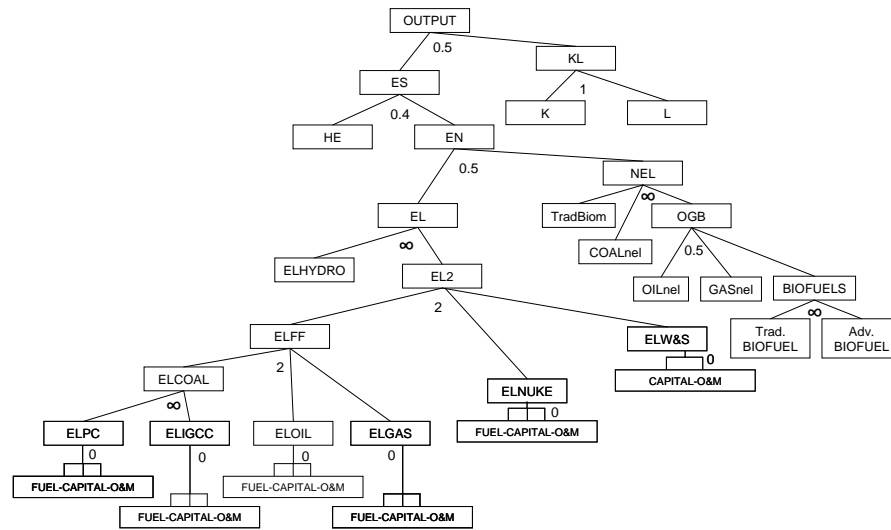 OUTPUT
0.5
KL
ES
1
0.4
K
L
HE
EN
0.5
NEL
∞
TradBiom
OGB
EL
COALnel
∞
0.5
ELHYDRO
EL2
OILnel
GASnel
BIOFUELS
2
∞
ELFF
ELW&S
Trad.
BIOFUEL
Adv.
BIOFUEL
2
0
ELCOAL
CAPITAL-O&M
∞
ELNUKE
0
ELPC
ELIGCC
ELOIL
ELGAS
FUEL-CAPITAL-O&M
0
0
0
0
FUEL-CAPITAL-O&M
FUEL-CAPITAL-O&M
FUEL-CAPITAL-O&M
FUEL-CAPITAL-O&M